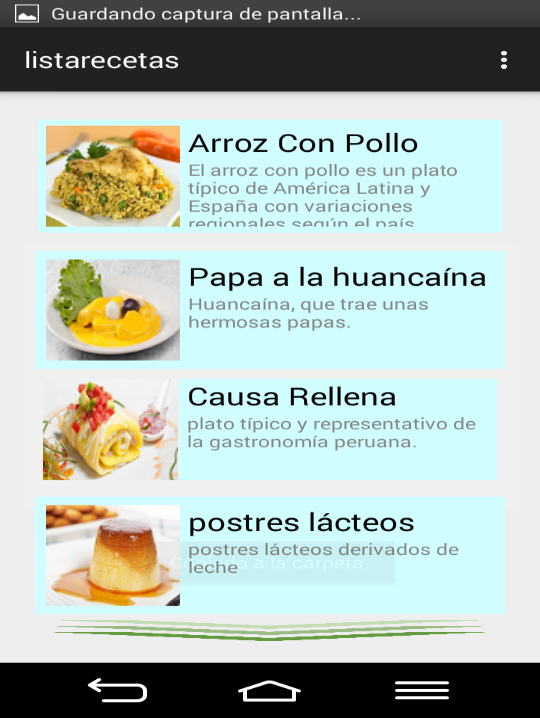 Guardando captura de pantalla...
listarecetas
Arroz Con Pollo
El arroz con pollo es un plato
típico de América Latina y
España con variaciones
regionales según el país
Papa a la huancaína
Huancaína, que trae unas
hermosas papas.
Causa Rellena
plato típico y representativo de
la gastronomía peruana.
postres lácteos
postres lácteos derivados de
leche
a la carpeta.